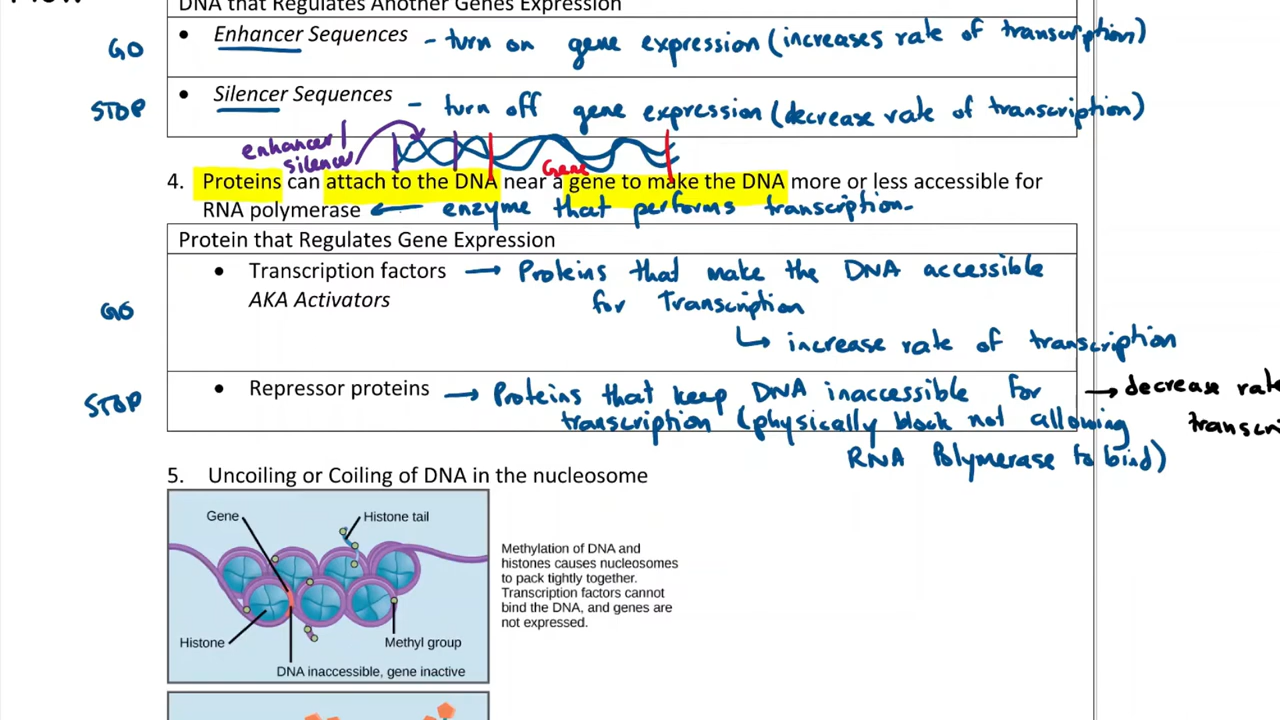 DNA that Regulates Another Genes Expression
GO • Enhancer Sequences - turn on gene expression (increases rate of transcription)
STOP • Silencer Sequences - turn off gene expression (decrease rate of transcription)
enhancer/
silencer
Gene
4. Proteins can attach to the DNA near a gene to make the DNA more or less accessible for
RNA polymerase ← enzyme that performs transcription.
Protein that Regulates Gene Expression
• Transcription factors → Proteins that make the DNA accessible
GO AKA Activators for Transcription
↳ increase rate of transcription
STOP • Repressor proteins → Proteins that keep DNA inaccessible for → decrease rate
transcription (physically block not allowing
RNA Polymerase to bind)
5. Uncoiling or Coiling of DNA in the nucleosome
Gene
Histone tail
Methylation of DNA and
histones causes nucleosomes
to pack tightly together.
Transcription factors cannot
bind the DNA, and genes are
not expressed.
Histone
Methyl group
DNA inaccessible, gene inactive